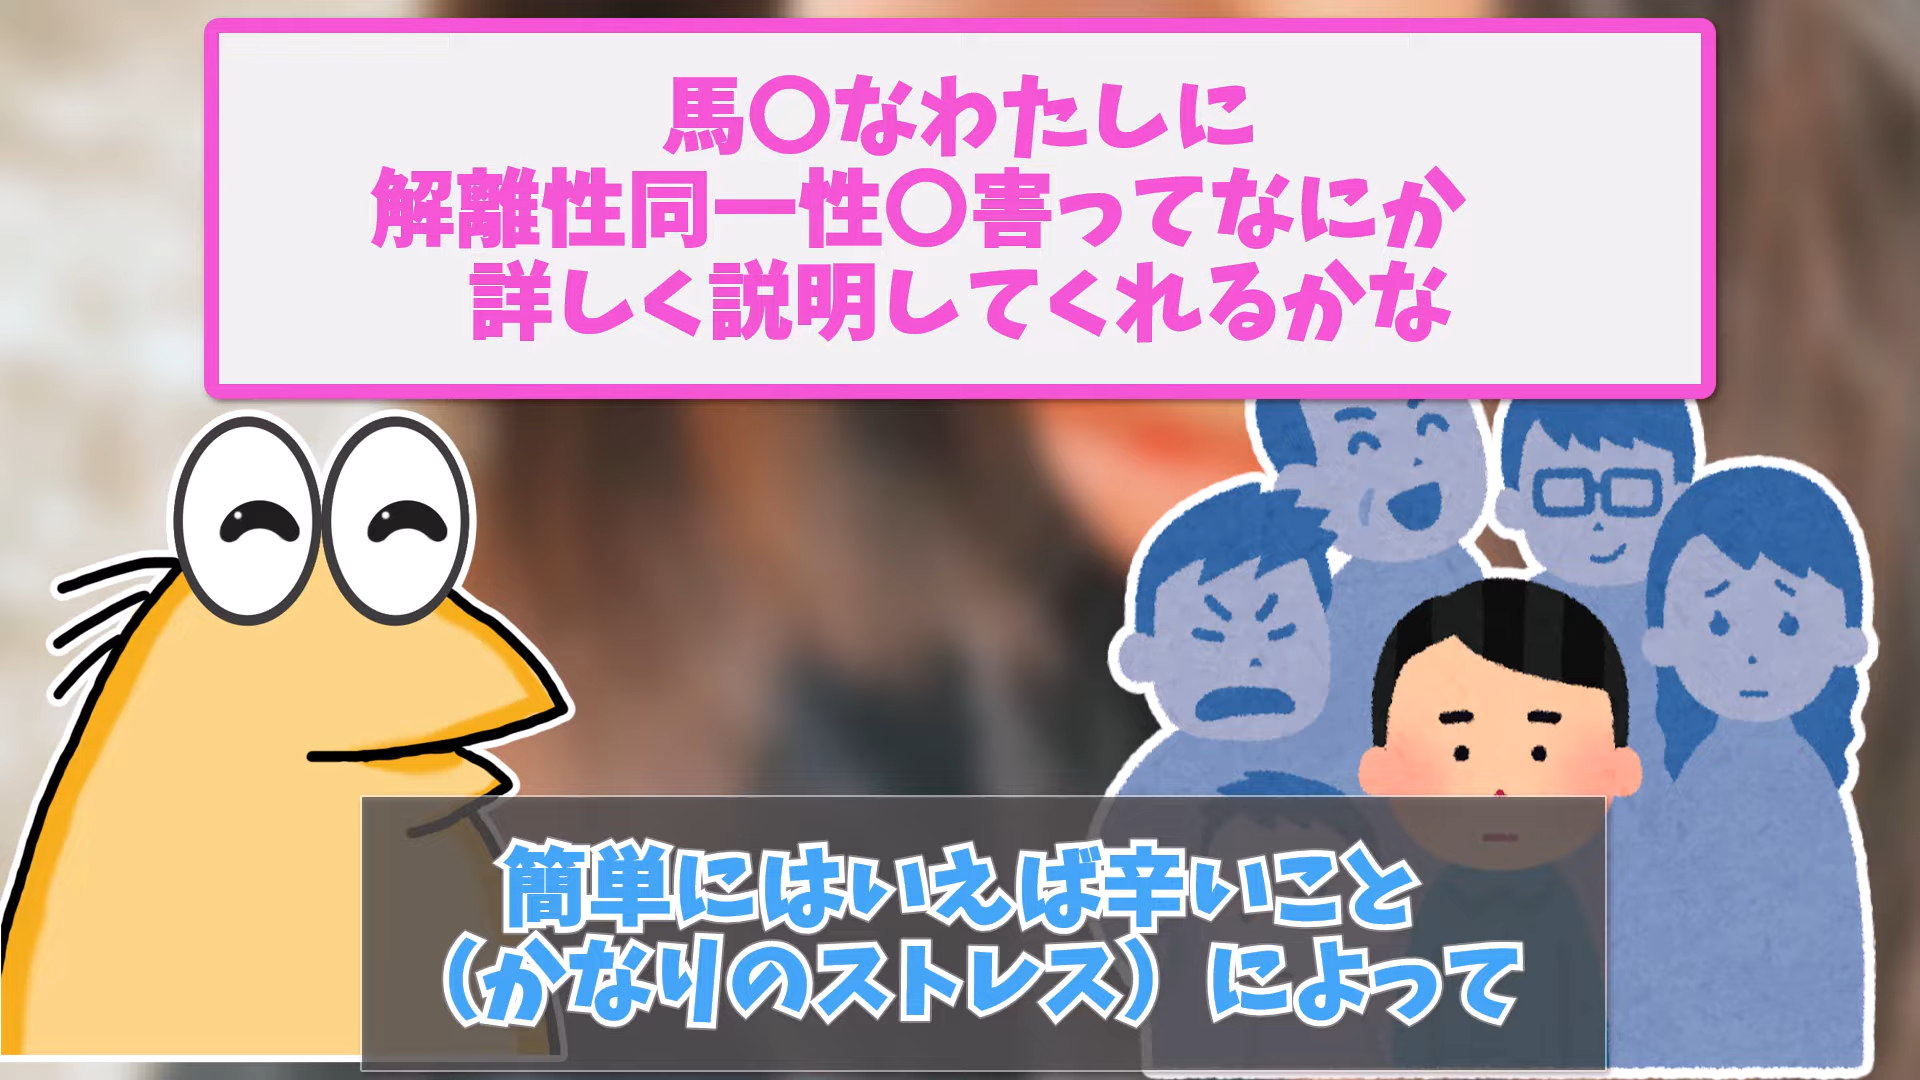 馬〇なわたしに
解離性同一性〇害ってなにか
詳しく説明してくれるかな
簡単にはいえば辛いこと
（かなりのストレス）によって